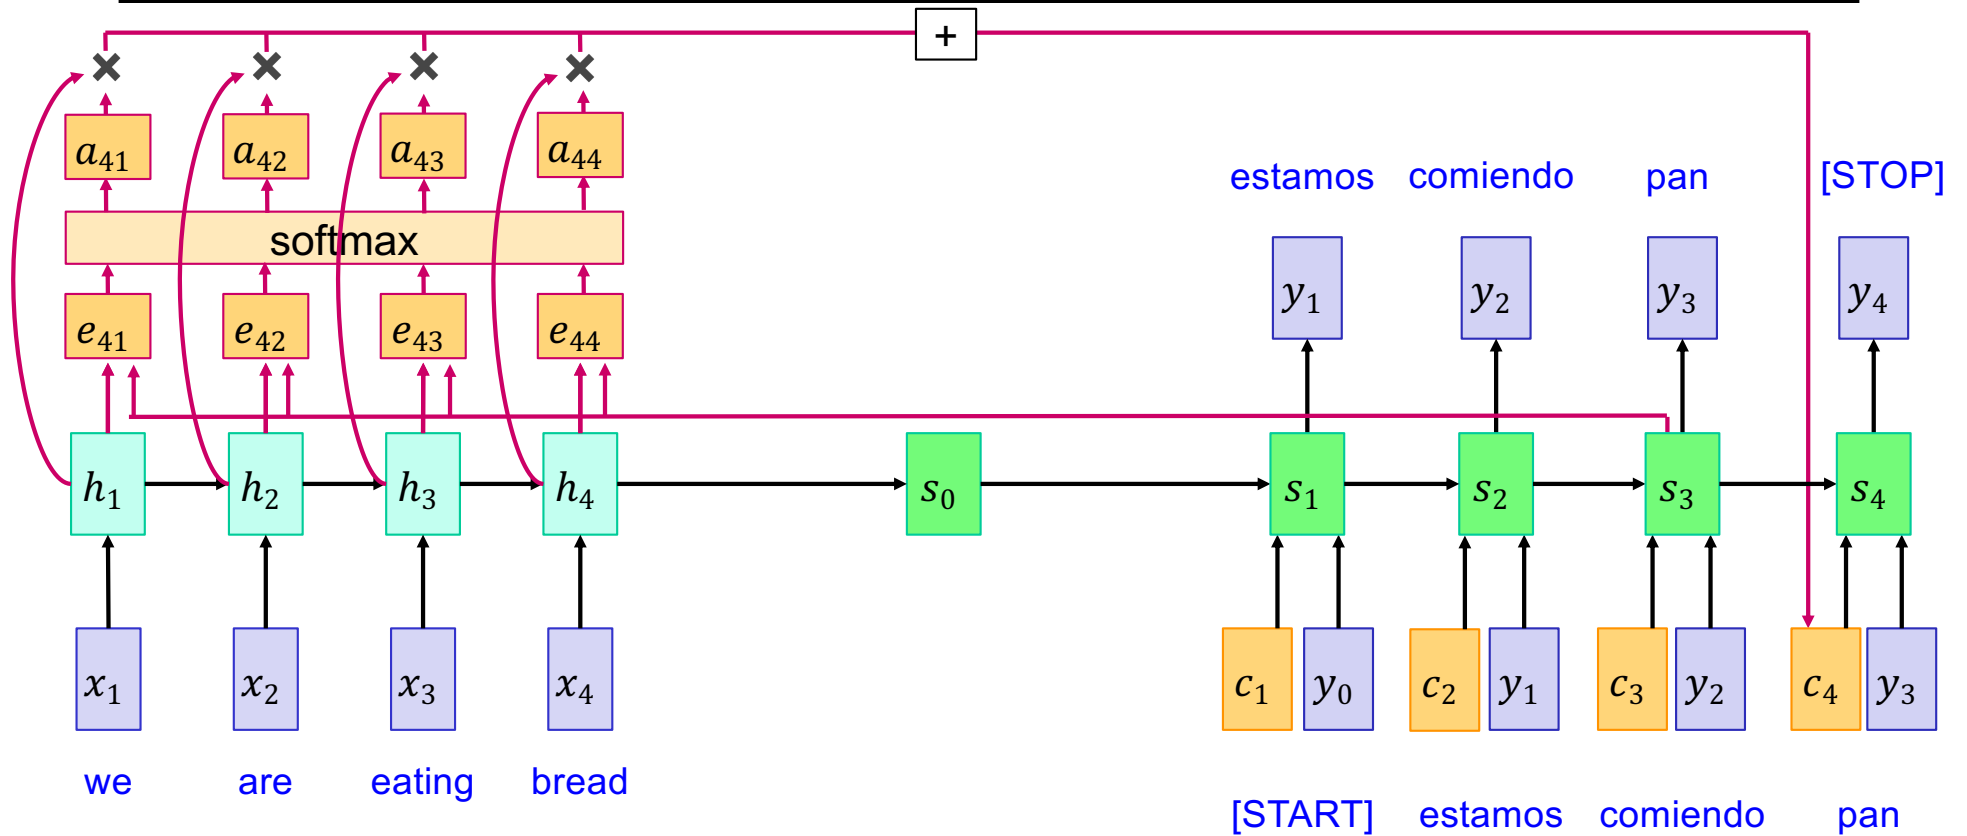 +
a₄₁ a₄₂ a₄₃ a₄₄
estamos comiendo pan [STOP]
softmax
y₁ y₂ y₃ y₄
e₄₁ e₄₂ e₄₃ e₄₄
h₁ h₂ h₃ h₄ s₀ s₁ s₂ s₃ s₄
x₁ x₂ x₃ x₄ c₁ y₀ c₂ y₁ c₃ y₂ c₄ y₃
we are eating bread
[START] estamos comiendo pan